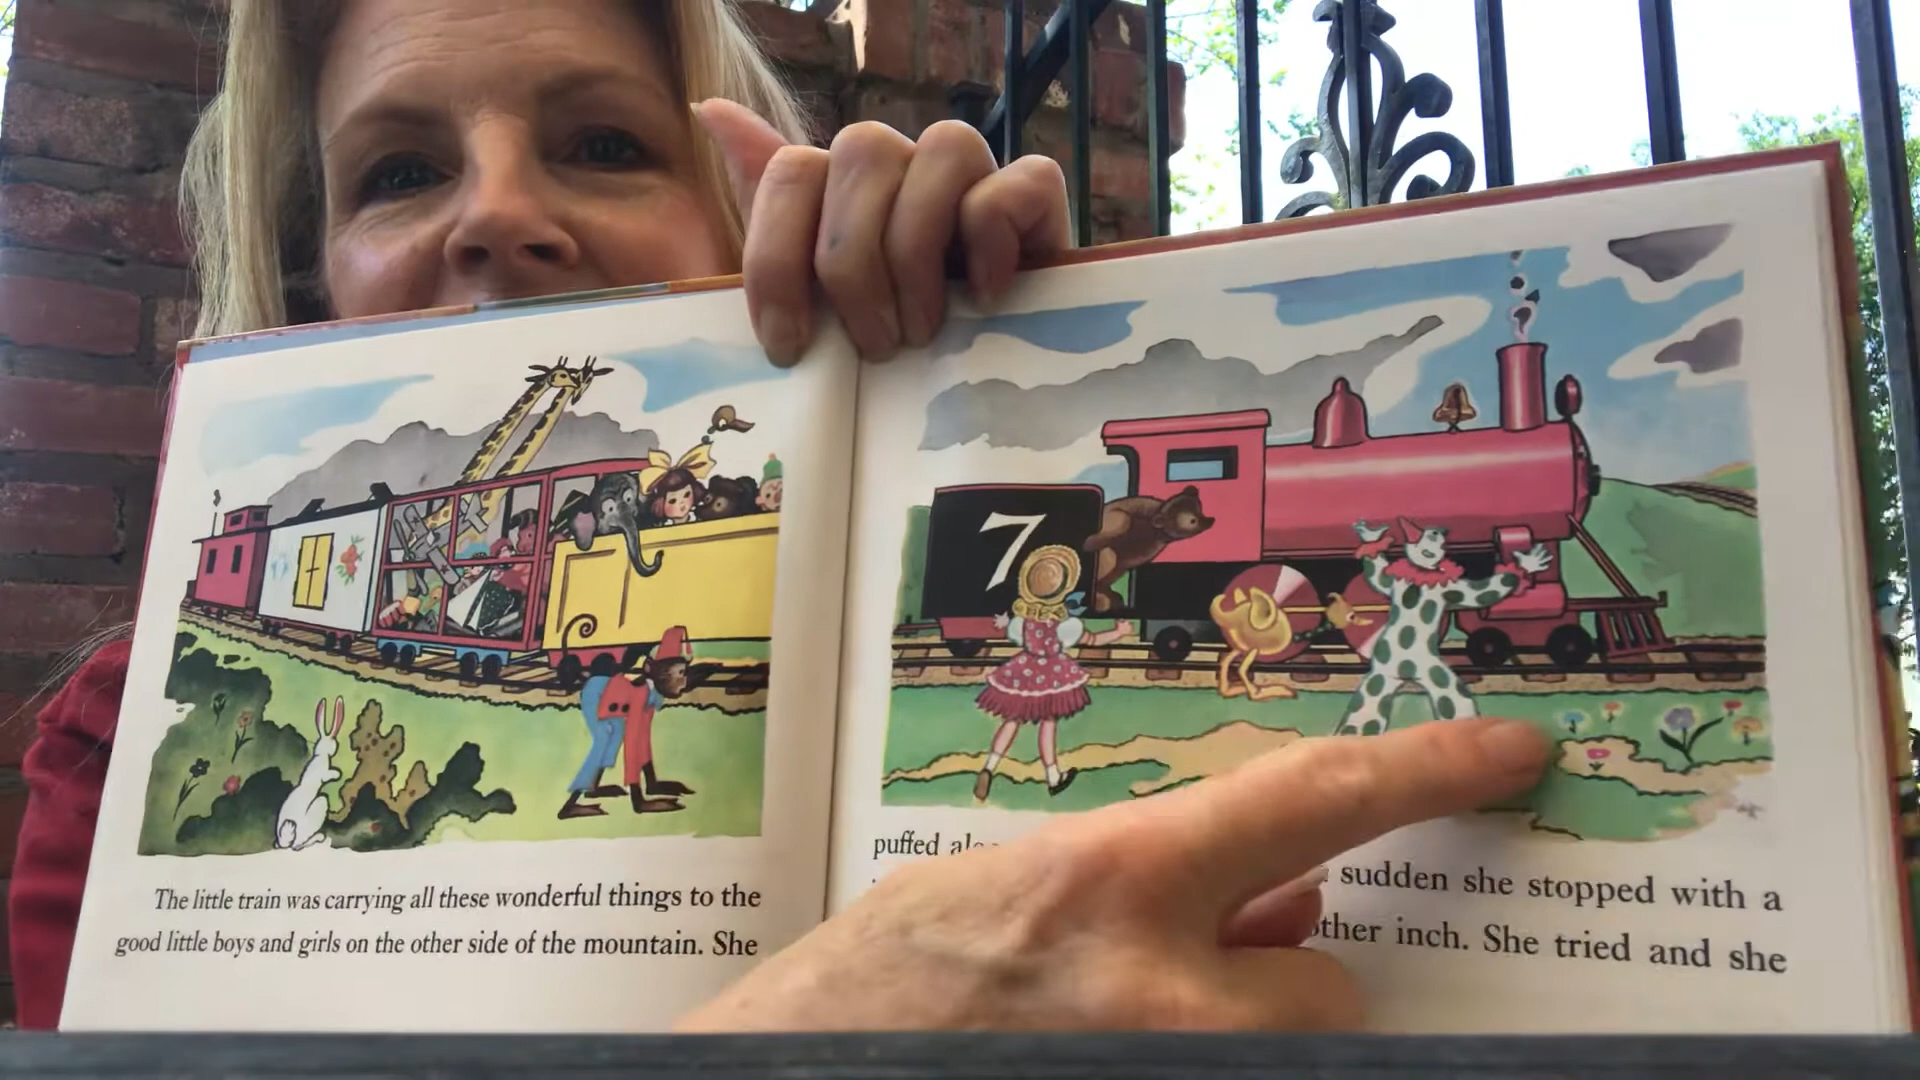 7
The little train was carrying all these wonderful things to the
good little boys and girls on the other side of the mountain. She
puffed
sudden she stopped with a
inch. She tried and she